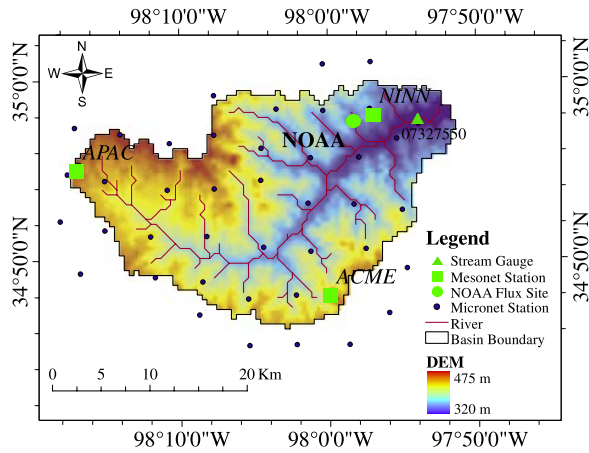 98°10'0"W 98°0'0"W 97°50'0"W
35°0'0"N
34°50'0"N
N
W E
S
NINN
NOAA
07327550
APAC
ACME
35°0'0"N
34°50'0"N
Legend
Stream Gauge
Mesonet Station
NOAA Flux Site
Micronet Station
River
Basin Boundary
DEM
475 m
320 m
0 5 10 20 Km
98°10'0"W 98°0'0"W 97°50'0"W